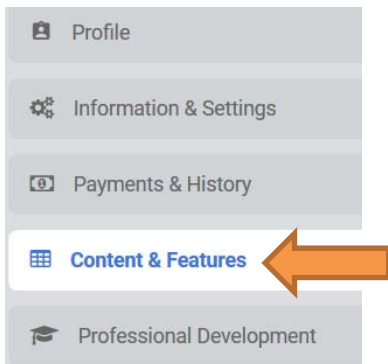 Profile
Information & Settings
Payments & History
Content & Features
Professional Development